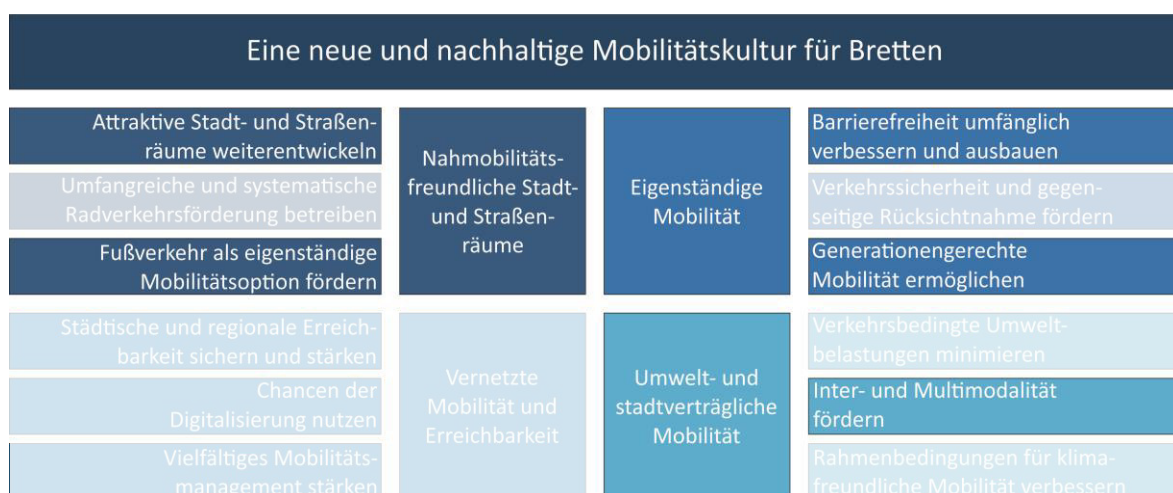 Eine neue und nachhaltige Mobilitätskultur für Bretten
Attraktive Stadt- und Straßen-
räume weiterentwickeln
Umfangreiche und systematische
Radverkehrsförderung betreiben
Fußverkehr als eigenständige
Mobilitätsoption fördern
Nahmobilitäts-
freundliche Stadt-
und Straßen-
räume
Eigenständige
Mobilität
Barrierefreiheit umfänglich
verbessern und ausbauen
Verkehrssicherheit und gegen-
seitige Rücksichtnahme fördern
Generationengerechte
Mobilität ermöglichen
Städtische und regionale Erreich-
barkeit sichern und stärken
Chancen der
Digitalisierung nutzen
Vielfältiges Mobilitäts-
management stärken
Vernetzte
Mobilität und
Erreichbarkeit
Umwelt- und
stadtverträgliche
Mobilität
Verkehrsbedingte Umwelt-
belastungen minimieren
Inter- und Multimodalität
fördern
Rahmenbedingungen für klima-
freundliche Mobilität verbessern